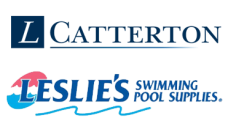 L CATTERTON
LESLIE'S SWIMMING
POOL SUPPLIES®